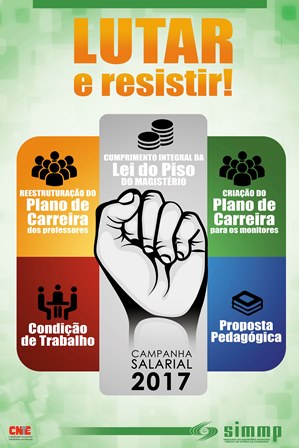 LUTAR
e resistir!
CUMPRIMENTO INTEGRAL DA
Lei do Piso
DO MAGISTÉRIO
REESTRUTURAÇÃO DO
Plano de
Carreira
dos professores
CRIAÇÃO DO
Plano de
Carreira
para os monitores
Condição
de Trabalho
Proposta
Pedagógica
CAMPANHA
SALARIAL
2017
simmp